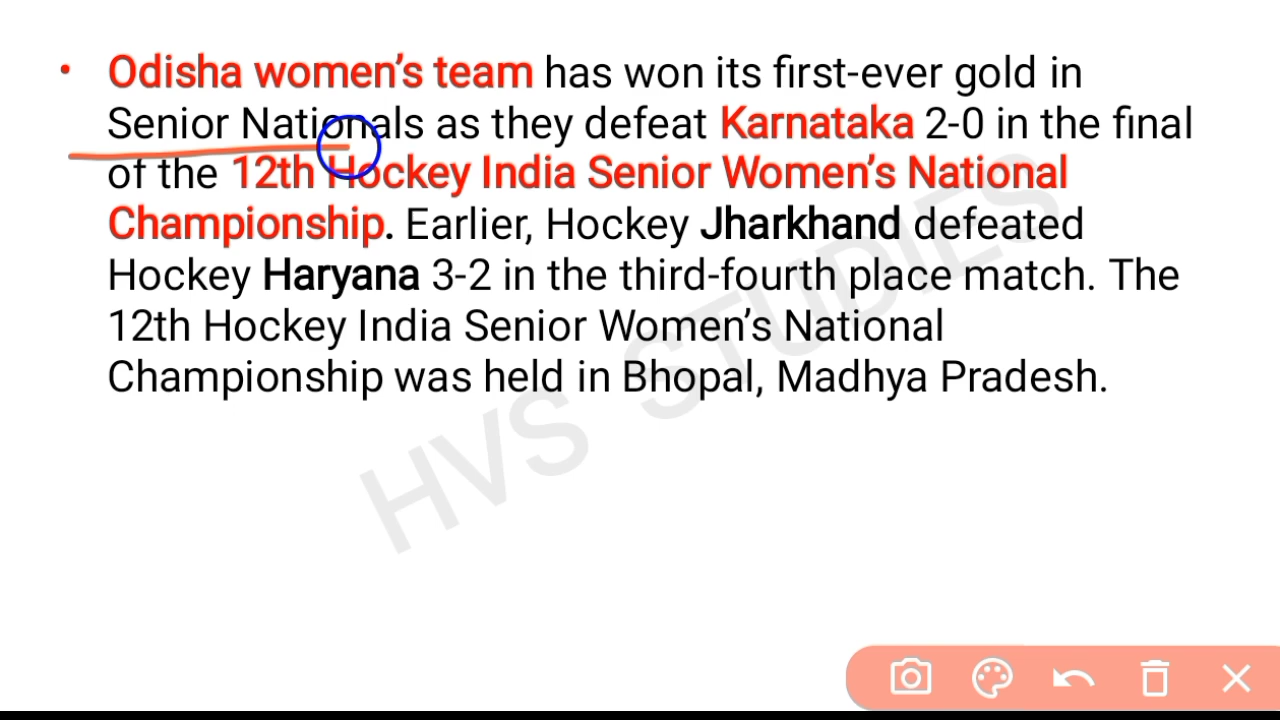 • Odisha women’s team has won its first-ever gold in
Senior Nationals as they defeat Karnataka 2-0 in the final
of the 12th Hockey India Senior Women’s National
Championship. Earlier, Hockey Jharkhand defeated
Hockey Haryana 3-2 in the third-fourth place match. The
12th Hockey India Senior Women’s National
Championship was held in Bhopal, Madhya Pradesh.
HVS STUDIES